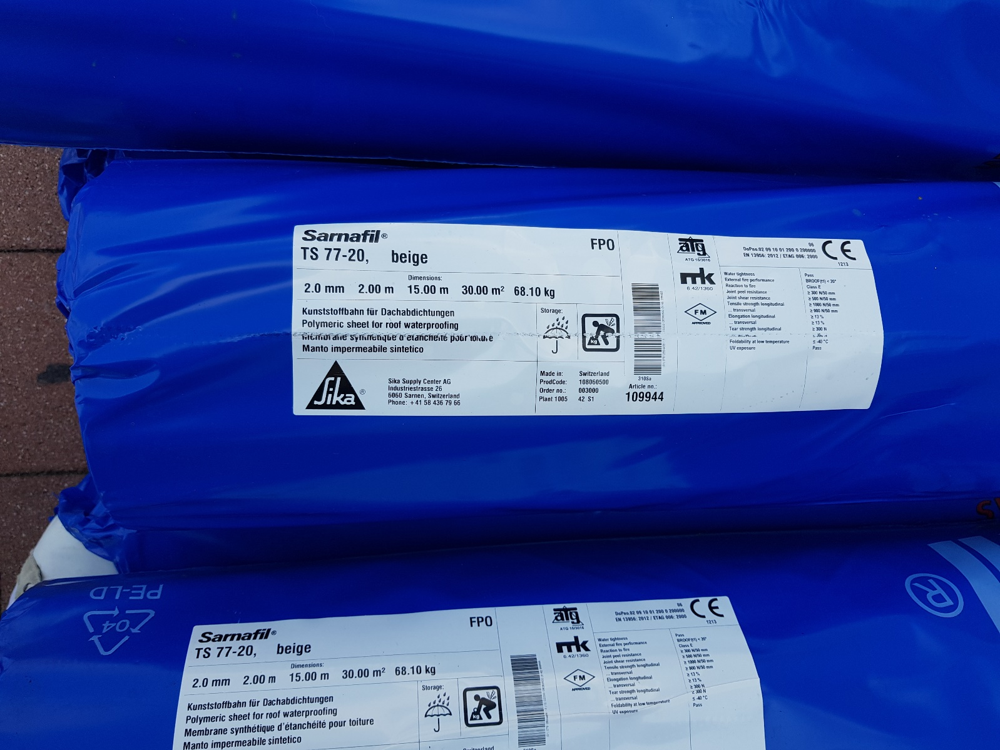 Sarnafil®
TS 77-20, beige
FPO
Dimensions:
2.0 mm 2.00 m 15.00 m 30.00 m² 68.10 kg
Kunststoffbahn für Dachabdichtungen
Polymeric sheet for roof waterproofing
Membrane synthétique d'étanchéité pour toiture
Manto impermeabile sintetico
Storage:
kg
Sika®
Sika Supply Center AG
Industriestrasse 26
6060 Sarnen, Switzerland
Phone: +41 58 436 79 66
Made in: Switzerland
ProdCode: 108060500
Order no.: 003000
Plant 1005 42 S1
310Sa
Article no.:
109944
atg
ATG 16/3016
mk
6.42/1360
FM
APPROVED
06
DoPno.02 09 10 01 200 0 200000
EN 13956: 2012 / ETAG 006: 2000
CE
1213
Water tightness Pass
External fire performance BROOF(t1) < 20°
Reaction to fire Class E
Joint peel resistance ≥ 300 N/50 mm
Joint shear resistance ≥ 500 N/50 mm
Tensile strength longitudinal ≥ 1000 N/50 mm
... transversal ≥ 900 N/50 mm
Elongation longitudinal ≥ 13 %
... transversal ≥ 13 %
Tear strength longitudinal ≥ 300 N
... transversal ≥ 300 N
Foldability at low temperature ≤ -40 °C
UV exposure Pass
PE-LD
04
®
Sarnafil®
TS 77-20, beige
FPO
Dimensions:
2.0 mm 2.00 m 15.00 m 30.00 m² 68.10 kg
Kunststoffbahn für Dachabdichtungen
Polymeric sheet for roof waterproofing
Membrane synthétique d'étanchéité pour toiture
Manto impermeabile sintetico
Storage:
kg
Switzerland
atg
ATG 16/3016
mk
6.42/1360
FM
APPROVED
06
DoPno.02 09 10 01 200 0 200000
EN 13956: 2012 / ETAG 006: 2000
CE
1213
Water tightness Pass
External fire performance BROOF(t1) < 20°
Reaction to fire Class E
Joint peel resistance ≥ 300 N/50 mm
Joint shear resistance ≥ 500 N/50 mm
Tensile strength longitudinal ≥ 1000 N/50 mm
... transversal ≥ 900 N/50 mm
Elongation longitudinal ≥ 13 %
... transversal ≥ 13 %
Tear strength longitudinal ≥ 300 N
... transversal ≥ 300 N
Foldability at low temperature ≤ -40 °C
UV exposure Pass